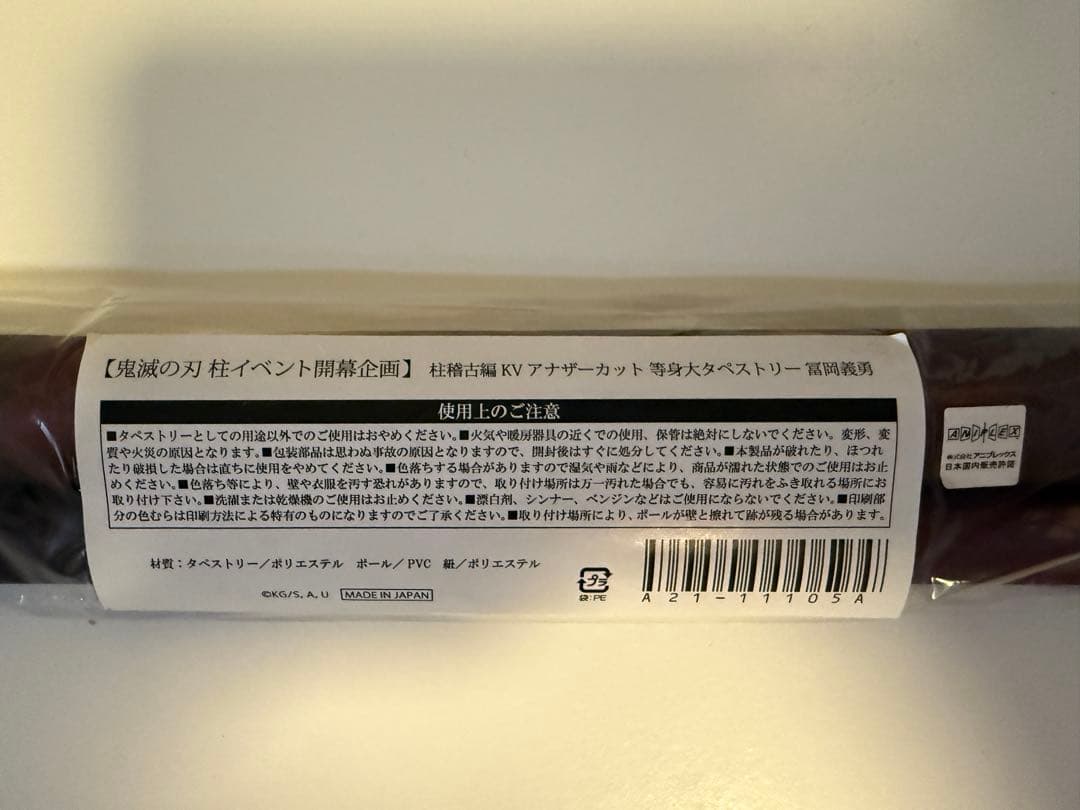 【鬼滅の刃 柱イベント開幕企画】 柱稽古編 KV アナザーカット 等身大タペストリー 冨岡義勇
使用上のご注意
■タペストリーとしての用途以外でのご使用はおやめください。■火気や暖房器具の近くでの使用、保管は絶対にしないでください。変形、変
質や火災の原因となります。■包装部品は思わぬ事故の原因となりますので、開封後はすぐに処分してください。■本製品が破れたり、ほつれ
たり破損した場合は直ちに使用をやめてください。■色落ちする場合がありますので湿気や雨などにより、商品が濡れた状態でのご使用はお止
めください。■色落ち等により、壁や衣服を汚す恐れがありますので、取り付け場所は万一汚れた場合でも、容易に汚れをふき取れる場所にお
取り付け下さい。■洗濯または乾燥機のご使用はお止めください。■漂白剤、シンナー、ベンジンなどはご使用にならないでください。■印刷部
分の色むらは印刷方法による特有のものになりますのでご了承ください。■取り付け場所により、ポールが壁と擦れて跡が残る場合があります。
材質：タペストリー／ポリエステル ポール／PVC 紐／ポリエステル
©KG/S, A, U MADE IN JAPAN
プラ
袋:PE
A21-11105A
ANIPLEX
株式会社アニプレックス
日本国内販売許諾